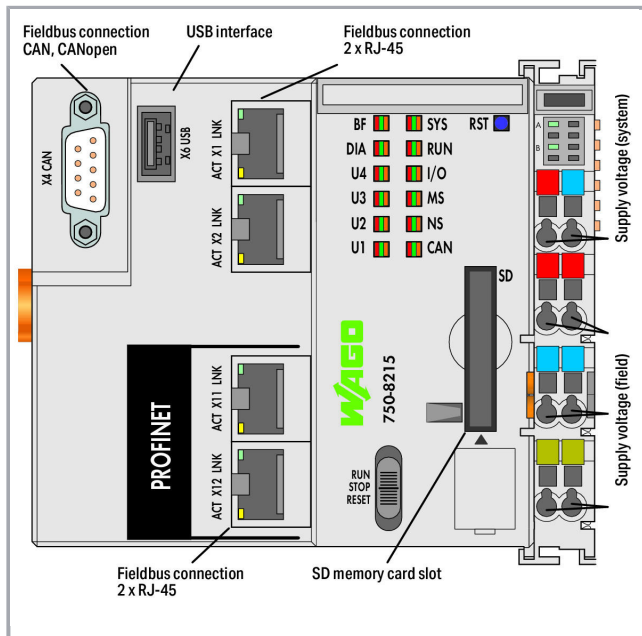 Fieldbus connection
CAN, CANopen
USB interface
Fieldbus connection
2 x RJ-45
X4 CAN
X6 USB
ACT X1 LNK
ACT X2 LNK
BF
SYS
RST
DIA
RUN
U4
I/O
U3
MS
U2
NS
U1
CAN
A
B
Supply voltage (system)
SD
WAGO
750-8215
PROFINET
ACT X11 LNK
ACT X12 LNK
RUN
STOP
RESET
Supply voltage (field)
Fieldbus connection
2 x RJ-45
SD memory card slot